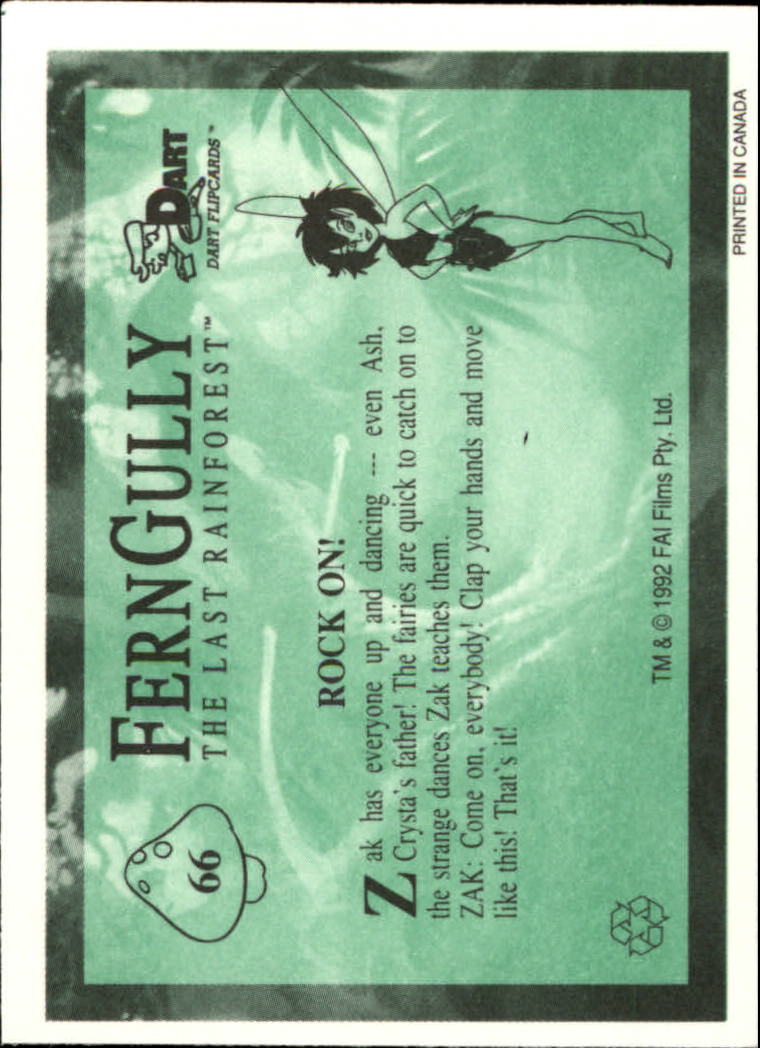 66
FERNGULLY
THE LAST RAINFOREST™
DART
DART FLIPCARDS™
ROCK ON!
Zak has everyone up and dancing --- even Ash,
Crysta's father! The fairies are quick to catch on to
the strange dances Zak teaches them.
ZAK: Come on, everybody! Clap your hands and move
like this! That's it!
TM & © 1992 FAI Films Pty. Ltd.
PRINTED IN CANADA